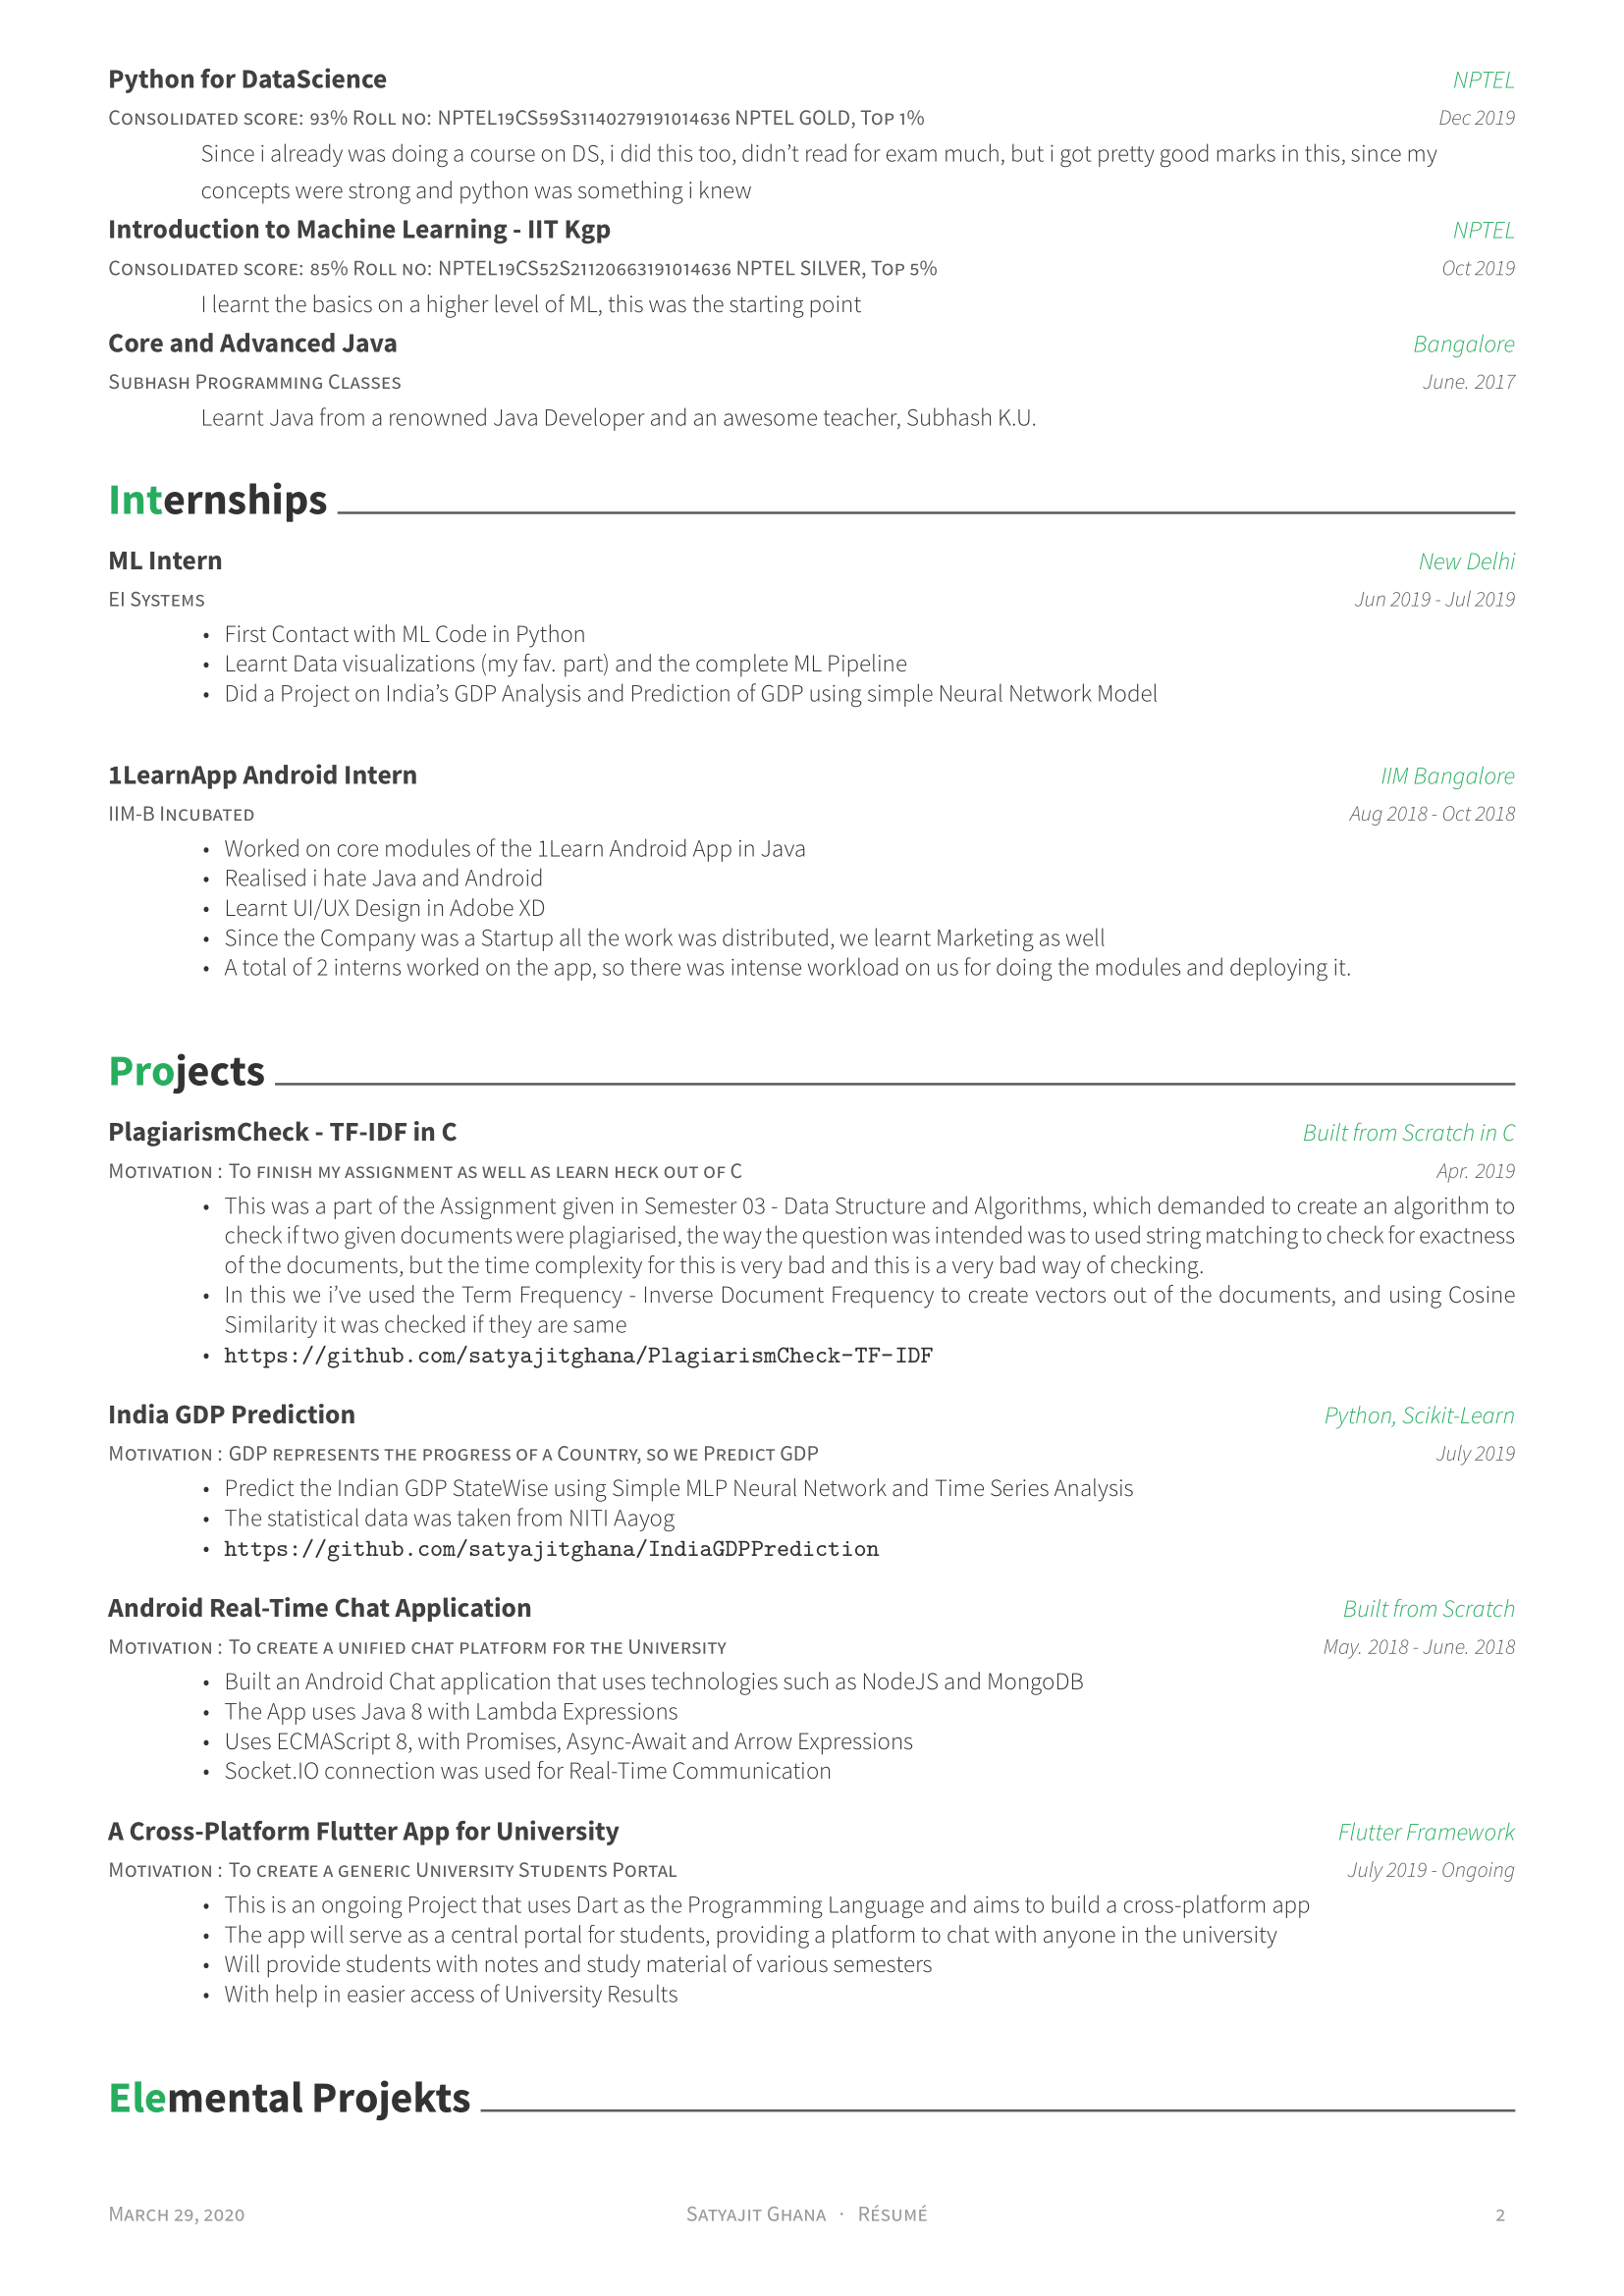 Python for DataScience NPTEL
Consolidated score: 93% Roll no: NPTEL19CS59S31140279191014636 NPTEL GOLD, Top 1% Dec 2019
Since i already was doing a course on DS, i did this too, didn’t read for exam much, but i got pretty good marks in this, since my
concepts were strong and python was something i knew
Introduction to Machine Learning - IIT Kgp NPTEL
Consolidated score: 85% Roll no: NPTEL19CS52S21120663191014636 NPTEL SILVER, Top 5% Oct 2019
I learnt the basics on a higher level of ML, this was the starting point
Core and Advanced Java Bangalore
Subhash Programming Classes June. 2017
Learnt Java from a renowned Java Developer and an awesome teacher, Subhash K.U.
Internships
ML Intern New Delhi
EI Systems Jun 2019 - Jul 2019
• First Contact with ML Code in Python
• Learnt Data visualizations (my fav. part) and the complete ML Pipeline
• Did a Project on India’s GDP Analysis and Prediction of GDP using simple Neural Network Model
1LearnApp Android Intern IIM Bangalore
IIM-B Incubated Aug 2018 - Oct 2018
• Worked on core modules of the 1Learn Android App in Java
• Realised i hate Java and Android
• Learnt UI/UX Design in Adobe XD
• Since the Company was a Startup all the work was distributed, we learnt Marketing as well
• A total of 2 interns worked on the app, so there was intense workload on us for doing the modules and deploying it.
Projects
PlagiarismCheck - TF-IDF in C Built from Scratch in C
Motivation : To finish my assignment as well as learn heck out of C Apr. 2019
• This was a part of the Assignment given in Semester 03 - Data Structure and Algorithms, which demanded to create an algorithm to
check if two given documents were plagiarised, the way the question was intended was to used string matching to check for exactness
of the documents, but the time complexity for this is very bad and this is a very bad way of checking.
• In this we i’ve used the Term Frequency - Inverse Document Frequency to create vectors out of the documents, and using Cosine
Similarity it was checked if they are same
• https://github.com/satyajitghana/PlagiarismCheck-TF-IDF
India GDP Prediction Python, Scikit-Learn
Motivation : GDP represents the progress of a Country, so we Predict GDP July 2019
• Predict the Indian GDP StateWise using Simple MLP Neural Network and Time Series Analysis
• The statistical data was taken from NITI Aayog
• https://github.com/satyajitghana/IndiaGDPPrediction
Android Real-Time Chat Application Built from Scratch
Motivation : To create a unified chat platform for the University May. 2018 - June. 2018
• Built an Android Chat application that uses technologies such as NodeJS and MongoDB
• The App uses Java 8 with Lambda Expressions
• Uses ECMAScript 8, with Promises, Async-Await and Arrow Expressions
• Socket.IO connection was used for Real-Time Communication
A Cross-Platform Flutter App for University Flutter Framework
Motivation : To create a generic University Students Portal July 2019 - Ongoing
• This is an ongoing Project that uses Dart as the Programming Language and aims to build a cross-platform app
• The app will serve as a central portal for students, providing a platform to chat with anyone in the university
• Will provide students with notes and study material of various semesters
• With help in easier access of University Results
Elemental Projekts
March 29, 2020 Satyajit Ghana · Résumé 2